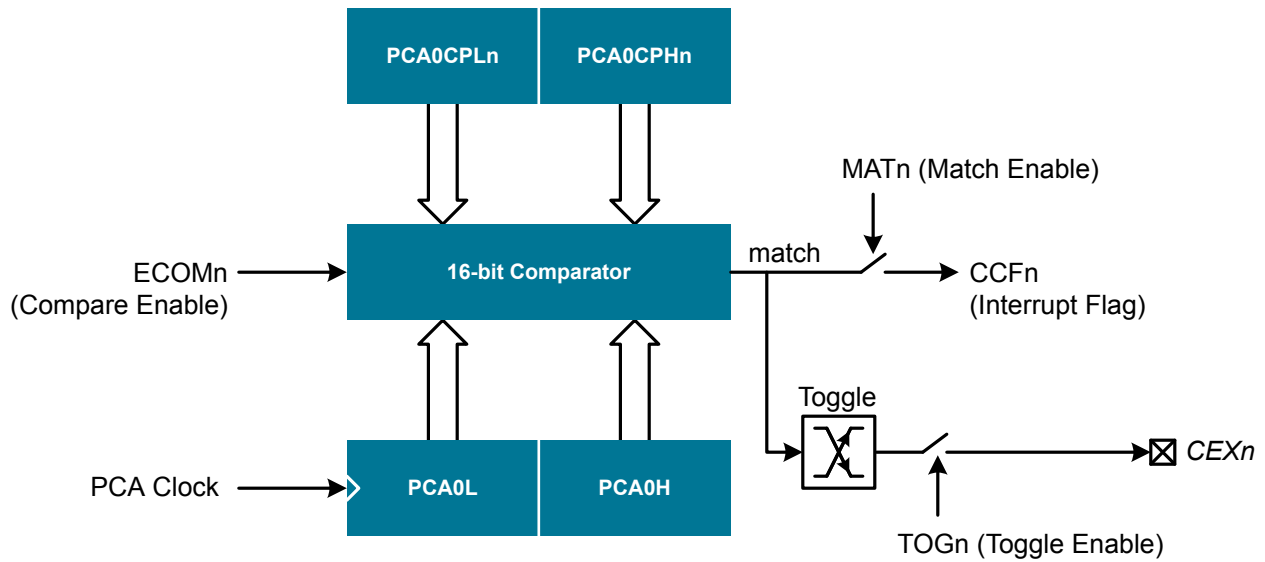 PCA0CPLn
PCA0CPHn
MATn (Match Enable)
ECOMn
(Compare Enable)
16-bit Comparator
match
CCFn
(Interrupt Flag)
Toggle
CEXn
PCA Clock
PCA0L
PCA0H
TOGn (Toggle Enable)